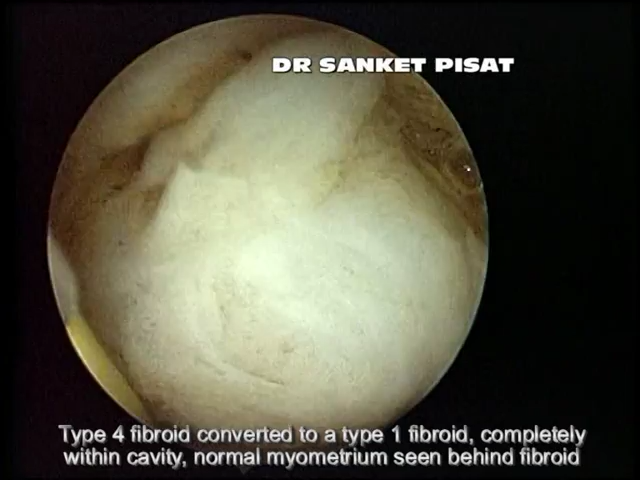 DR SANKET PISAT
Type 4 fibroid converted to a type 1 fibroid, completely
within cavity, normal myometrium seen behind fibroid